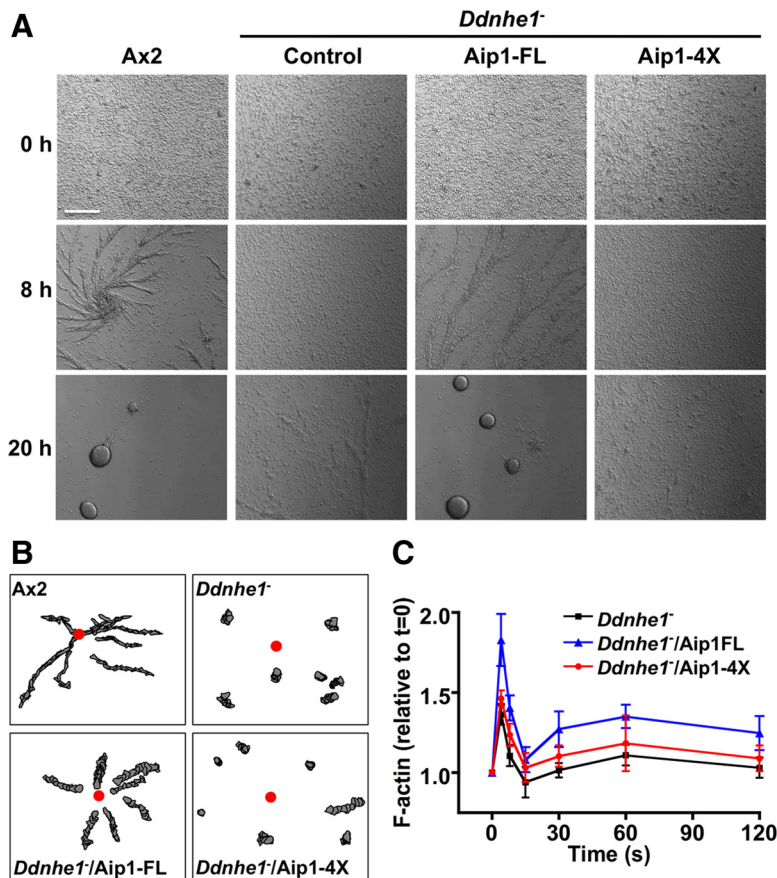 A
Ddnhe1-
Ax2 Control Aip1-FL Aip1-4X
0 h
8 h
20 h
B
Ax2
Ddnhe1-
Ddnhe1-/Aip1-FL
Ddnhe1-/Aip1-4X
C
F-actin (relative to t=0)
2.0
1.5
1.0
Ddnhe1-
Ddnhe1-/Aip1FL
Ddnhe1-/Aip1-4X
0 30 60 90 120
Time (s)